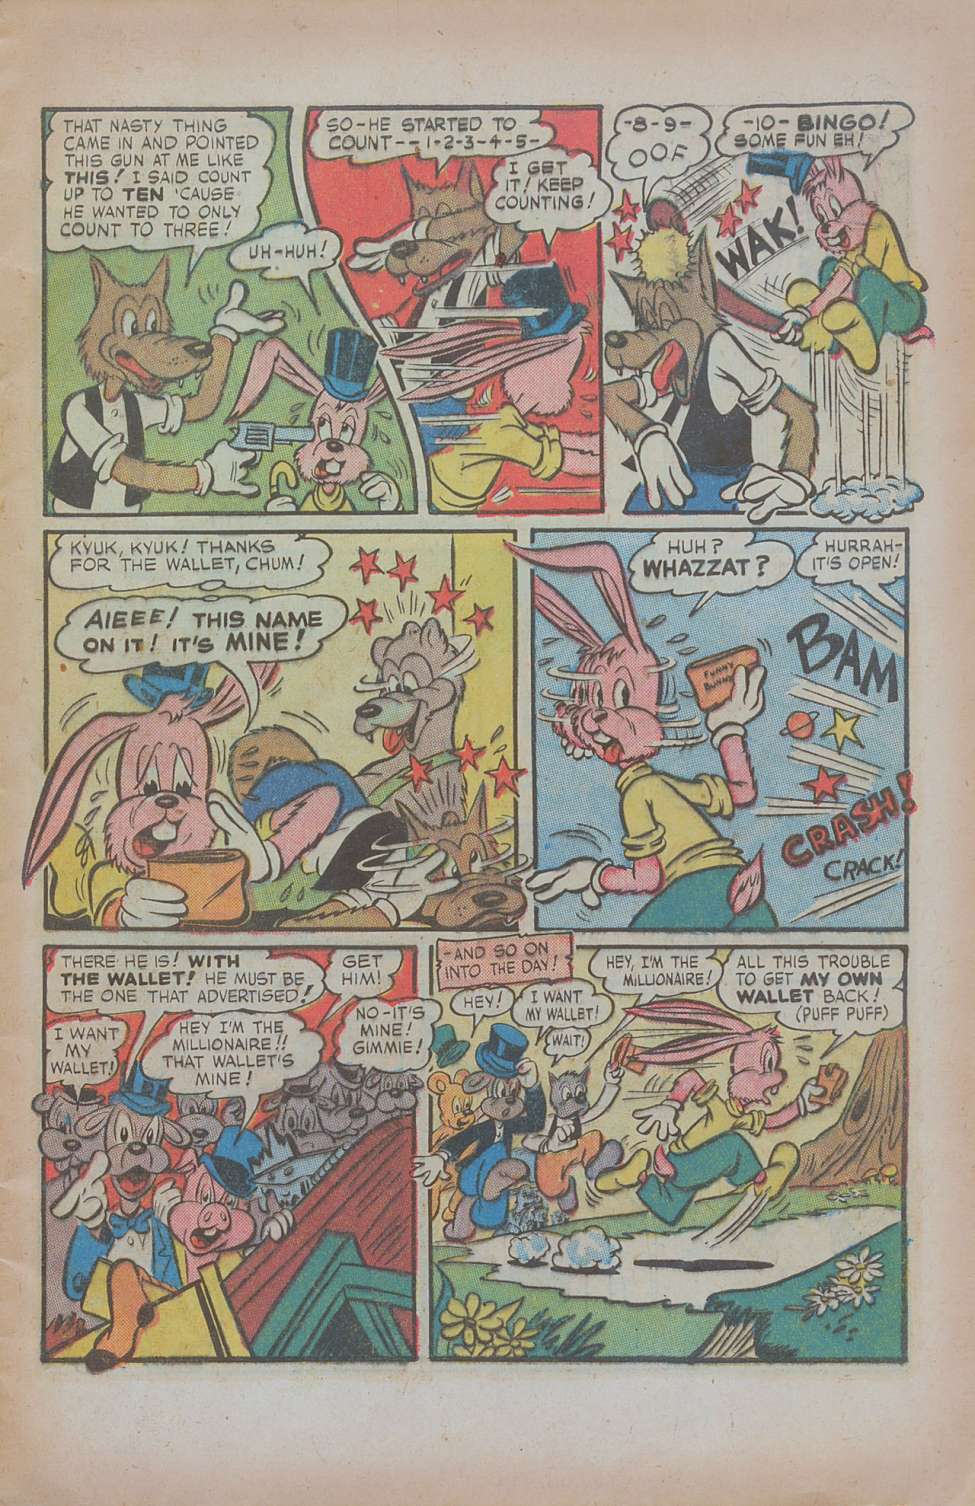 THAT NASTY THING
CAME IN AND POINTED
THIS GUN AT ME LIKE
THIS! I SAID COUNT
UP TO TEN 'CAUSE
HE WANTED TO ONLY
COUNT TO THREE!
UH-HUH!
SO-HE STARTED TO
COUNT--1-2-3-4-5-
I GET
IT! KEEP
COUNTING!
-8-9-
OOF
-10- BINGO!
SOME FUN EH!
WAK!
KYUK, KYUK! THANKS
FOR THE WALLET, CHUM!
AIEEE! THIS NAME
ON IT! IT'S MINE!
HUH?
WHAZZAT?
HURRAH-
IT'S OPEN!
FUNNY
BUNNY
BAM
CRASH!
CRACK!
THERE HE IS! WITH
THE WALLET! HE MUST BE
THE ONE THAT ADVERTISED!
GET
HIM!
I WANT
MY
WALLET!
HEY I'M THE
MILLIONAIRE!!
THAT WALLET'S
MINE!
NO-IT'S
MINE!
GIMMIE!
-AND SO ON
INTO THE DAY!
HEY!
I WANT
MY WALLET!
WAIT!
HEY, I'M THE
MILLIONAIRE!
ALL THIS TROUBLE
TO GET MY OWN
WALLET BACK!
(PUFF PUFF)